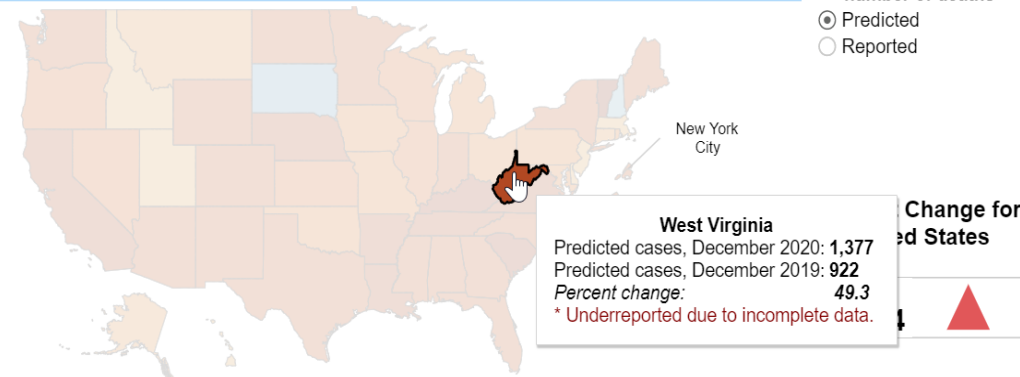 Predicted
Reported
New York
City
Change for
ed States
West Virginia
Predicted cases, December 2020: 1,377
Predicted cases, December 2019: 922
Percent change: 49.3
* Underreported due to incomplete data.
4